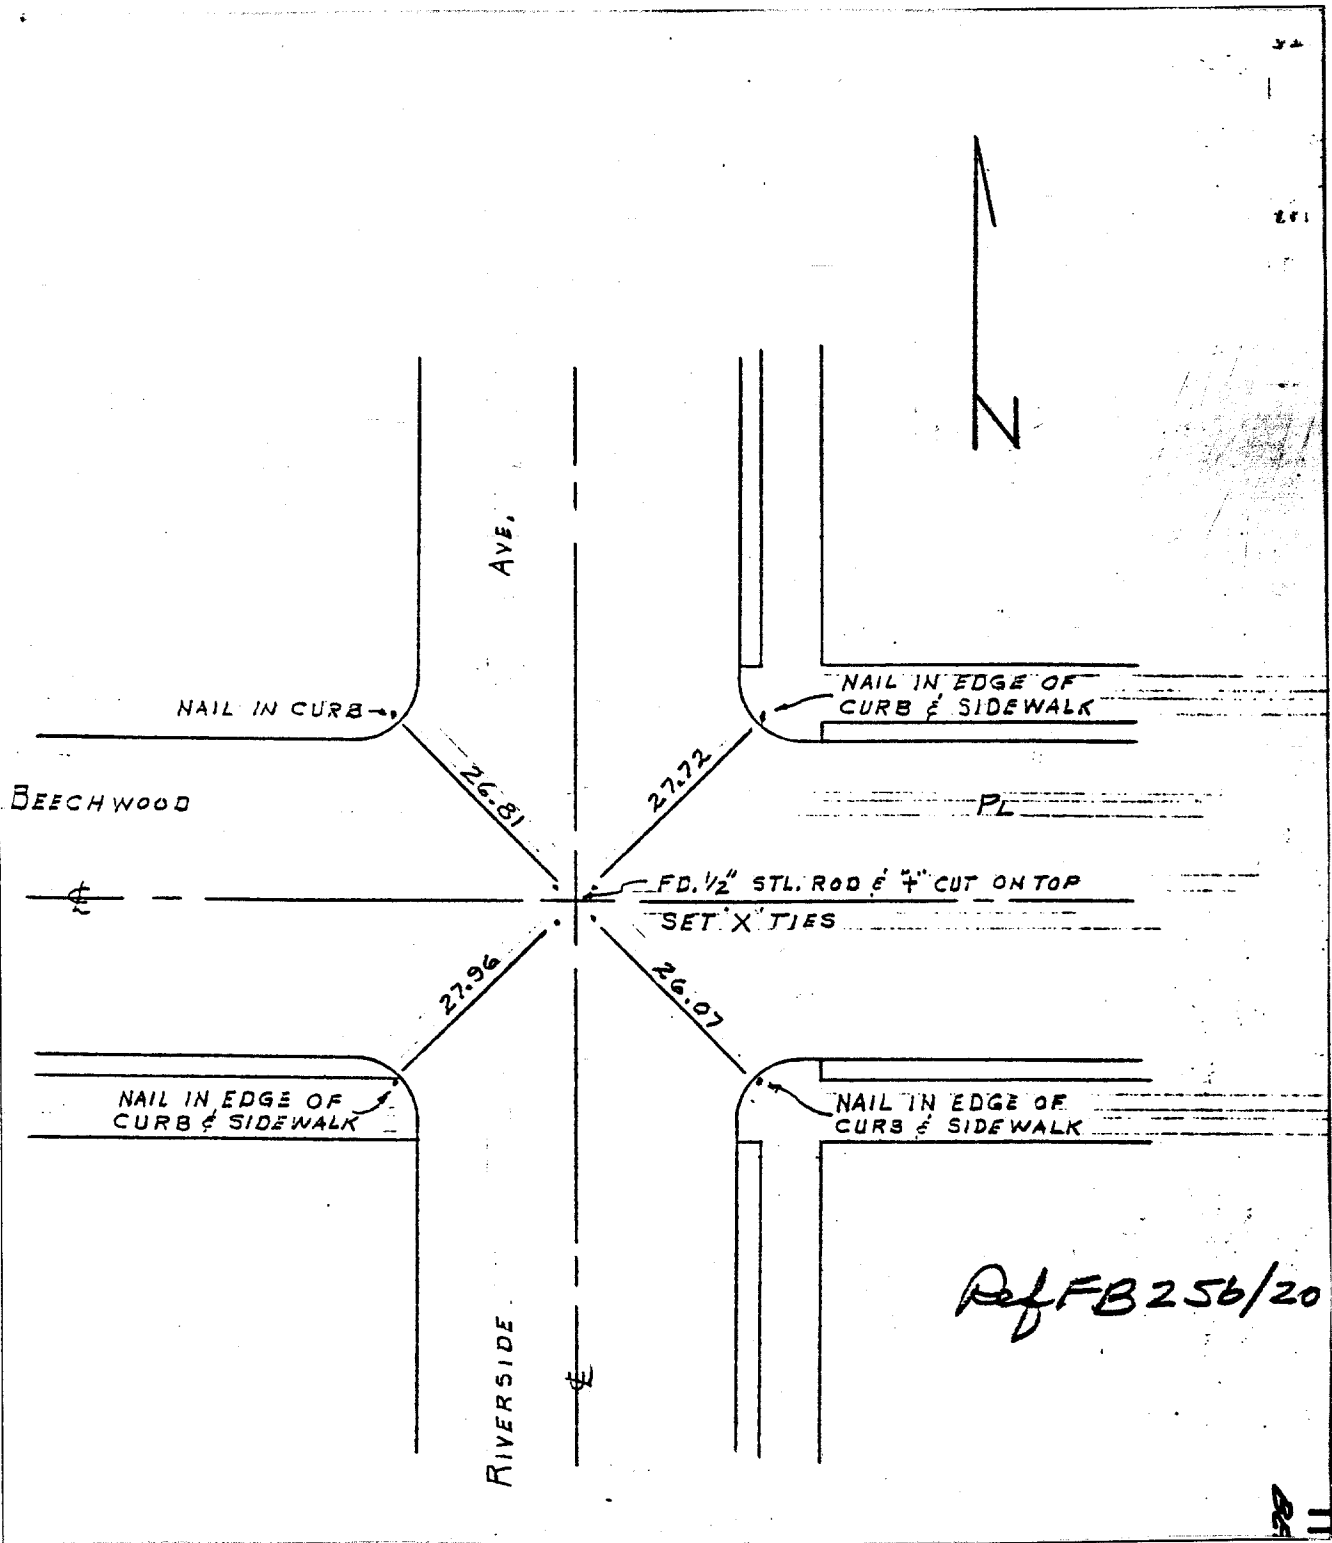 N
AVE.
NAIL IN CURB
NAIL IN EDGE OF
CURB & SIDEWALK
26.81
27.72
BEECHWOOD
PL
℄
FD. 1/2" STL. ROD & "+" CUT ON TOP
SET 'X' TIES
27.96
26.07
NAIL IN EDGE OF
CURB & SIDEWALK
NAIL IN EDGE OF
CURB & SIDEWALK
Ref FB 256/20
RIVERSIDE
℄